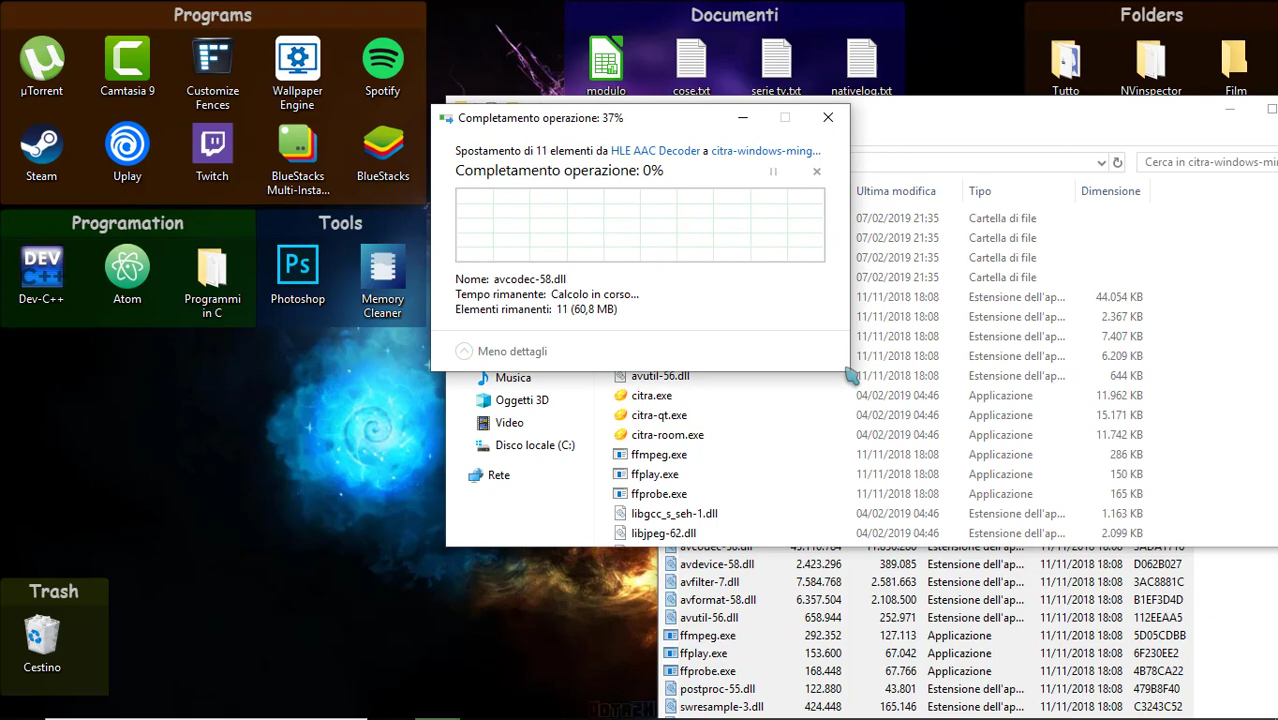 Programs
Documenti
Folders
µTorrent
Camtasia 9
Customize
Fences
Wallpaper
Engine
Spotify
modulo
cose.txt
serie tv.txt
nativelog.txt
Tutto
NVinspector
Film
Steam
Uplay
Twitch
BlueStacks
Multi-Insta...
BlueStacks
Programation
Tools
DEV
C++
Dev-C++
Atom
Programmi
in C
Ps
Photoshop
Memory
Cleaner
Trash
Cestino
Completamento operazione: 37%
Spostamento di 11 elementi da HLE AAC Decoder a citra-windows-ming...
Completamento operazione: 0%
Nome: avcodec-58.dll
Tempo rimanente: Calcolo in corso...
Elementi rimanenti: 11 (60,8 MB)
Meno dettagli
Cerca in citra-windows-mi
Ultima modifica Tipo Dimensione
07/02/2019 21:35 Cartella di file
07/02/2019 21:35 Cartella di file
07/02/2019 21:35 Cartella di file
07/02/2019 21:35 Cartella di file
11/11/2018 18:08 Estensione dell'ap... 44.054 KB
11/11/2018 18:08 Estensione dell'ap... 2.367 KB
11/11/2018 18:08 Estensione dell'ap... 7.407 KB
11/11/2018 18:08 Estensione dell'ap... 6.209 KB
avutil-56.dll 11/11/2018 18:08 Estensione dell'ap... 644 KB
citra.exe 04/02/2019 04:46 Applicazione 11.962 KB
citra-qt.exe 04/02/2019 04:46 Applicazione 15.171 KB
citra-room.exe 04/02/2019 04:46 Applicazione 11.742 KB
ffmpeg.exe 11/11/2018 18:08 Applicazione 286 KB
ffplay.exe 11/11/2018 18:08 Applicazione 150 KB
ffprobe.exe 11/11/2018 18:08 Applicazione 165 KB
libgcc_s_seh-1.dll 04/02/2019 04:46 Estensione dell'ap... 1.163 KB
libjpeg-62.dll 04/02/2019 04:46 Estensione dell'ap... 2.099 KB
Musica
Oggetti 3D
Video
Disco locale (C:)
Rete
avdevice-58.dll 2.423.296 389.085 Estensione dell'a... 11/11/2018 18:08 D062B027
avfilter-7.dll 7.584.768 2.581.663 Estensione dell'a... 11/11/2018 18:08 3AC8881C
avformat-58.dll 6.357.504 2.108.500 Estensione dell'a... 11/11/2018 18:08 B1EF3D4D
avutil-56.dll 658.944 252.971 Estensione dell'a... 11/11/2018 18:08 112EEAA5
ffmpeg.exe 292.352 127.113 Applicazione 11/11/2018 18:08 5D05CDBB
ffplay.exe 153.600 67.042 Applicazione 11/11/2018 18:08 6F230EE2
ffprobe.exe 168.448 67.766 Applicazione 11/11/2018 18:08 4B78CA22
postproc-55.dll 122.880 43.801 Estensione dell'a... 11/11/2018 18:08 479B8F40
swresample-3.dll 424.448 165.146 Estensione dell'a... 11/11/2018 18:08 C3243C52